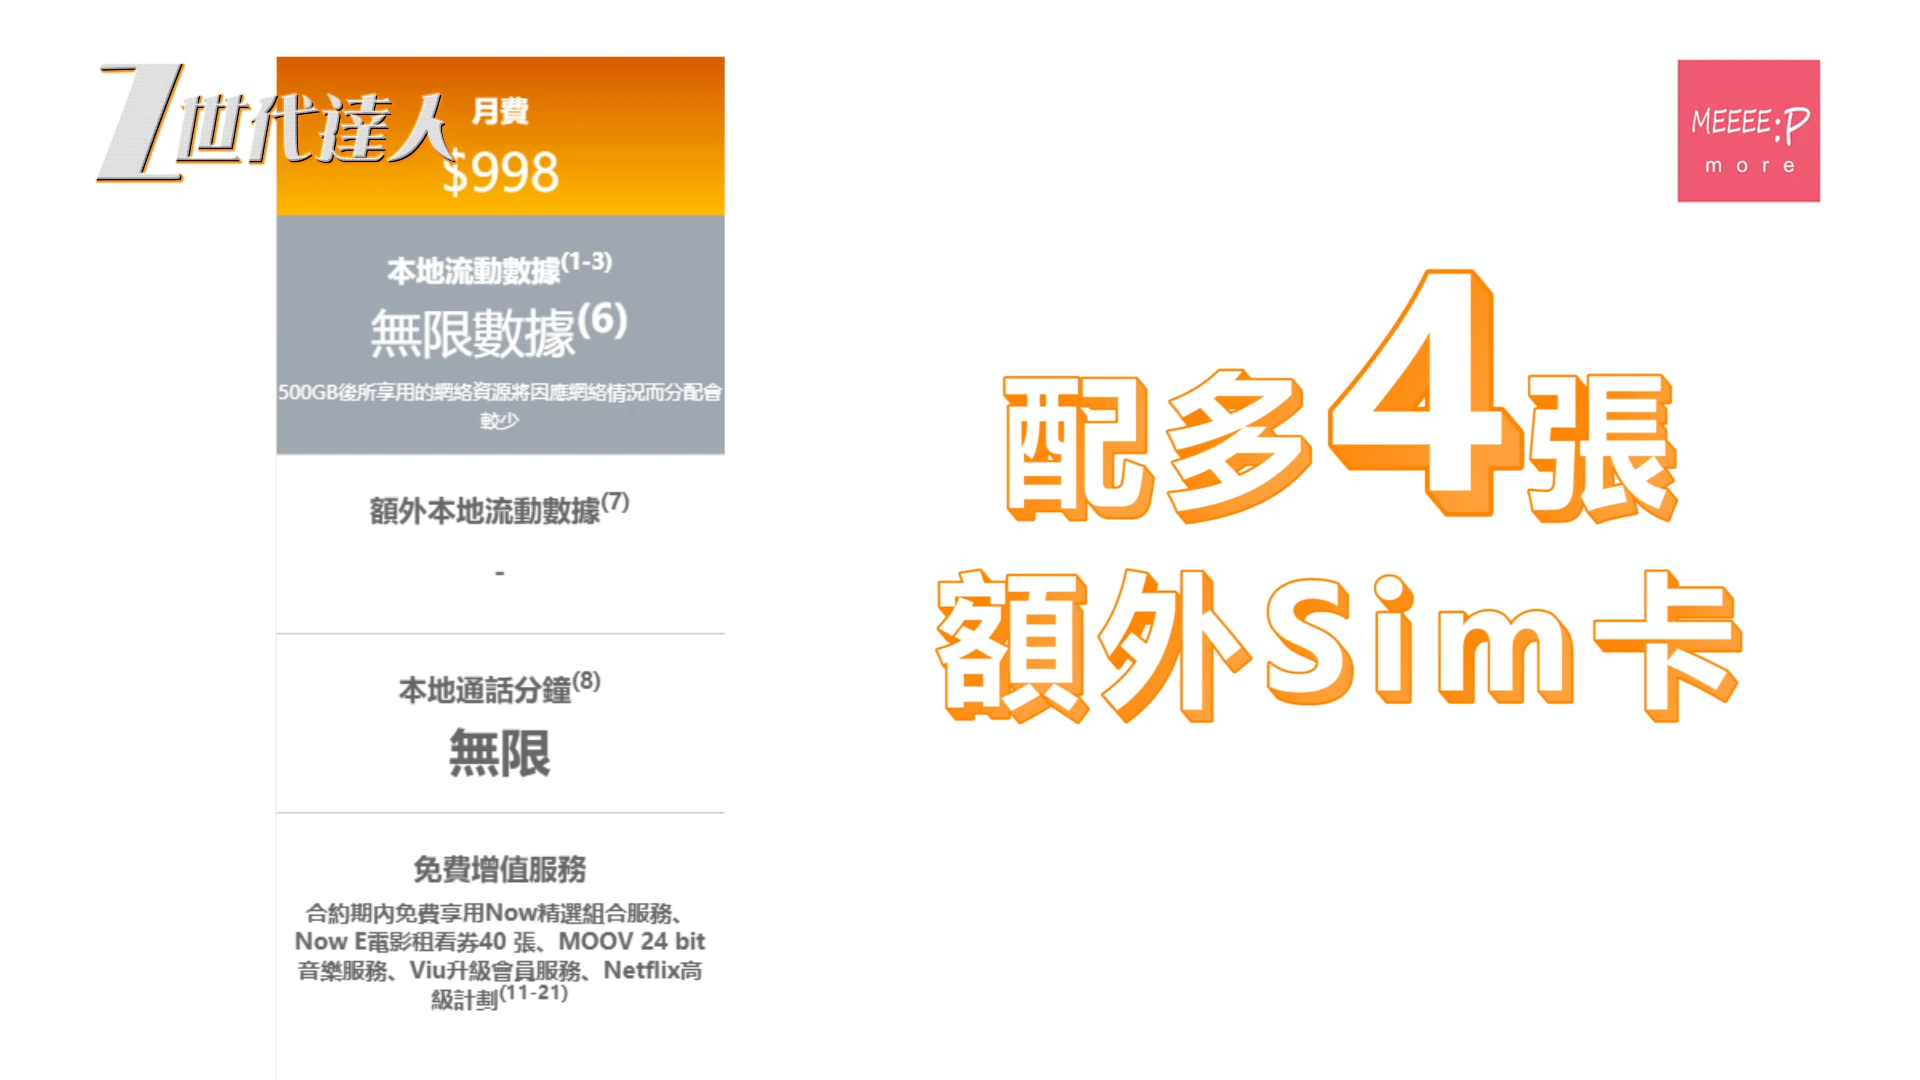 Z世代達人
月費
$998
本地流動數據(1-3)
無限數據(6)
500GB後所享用的網絡資源將因應網絡情況而分配會
較少
額外本地流動數據(7)
-
本地通話分鐘(8)
無限
免費增值服務
合約期內免費享用Now精選組合服務、
Now E電影租看券40 張、MOOV 24 bit
音樂服務、Viu升級會員服務、Netflix高
級計劃(11-21)
MEEEE:P
more
配多4張
額外Sim卡